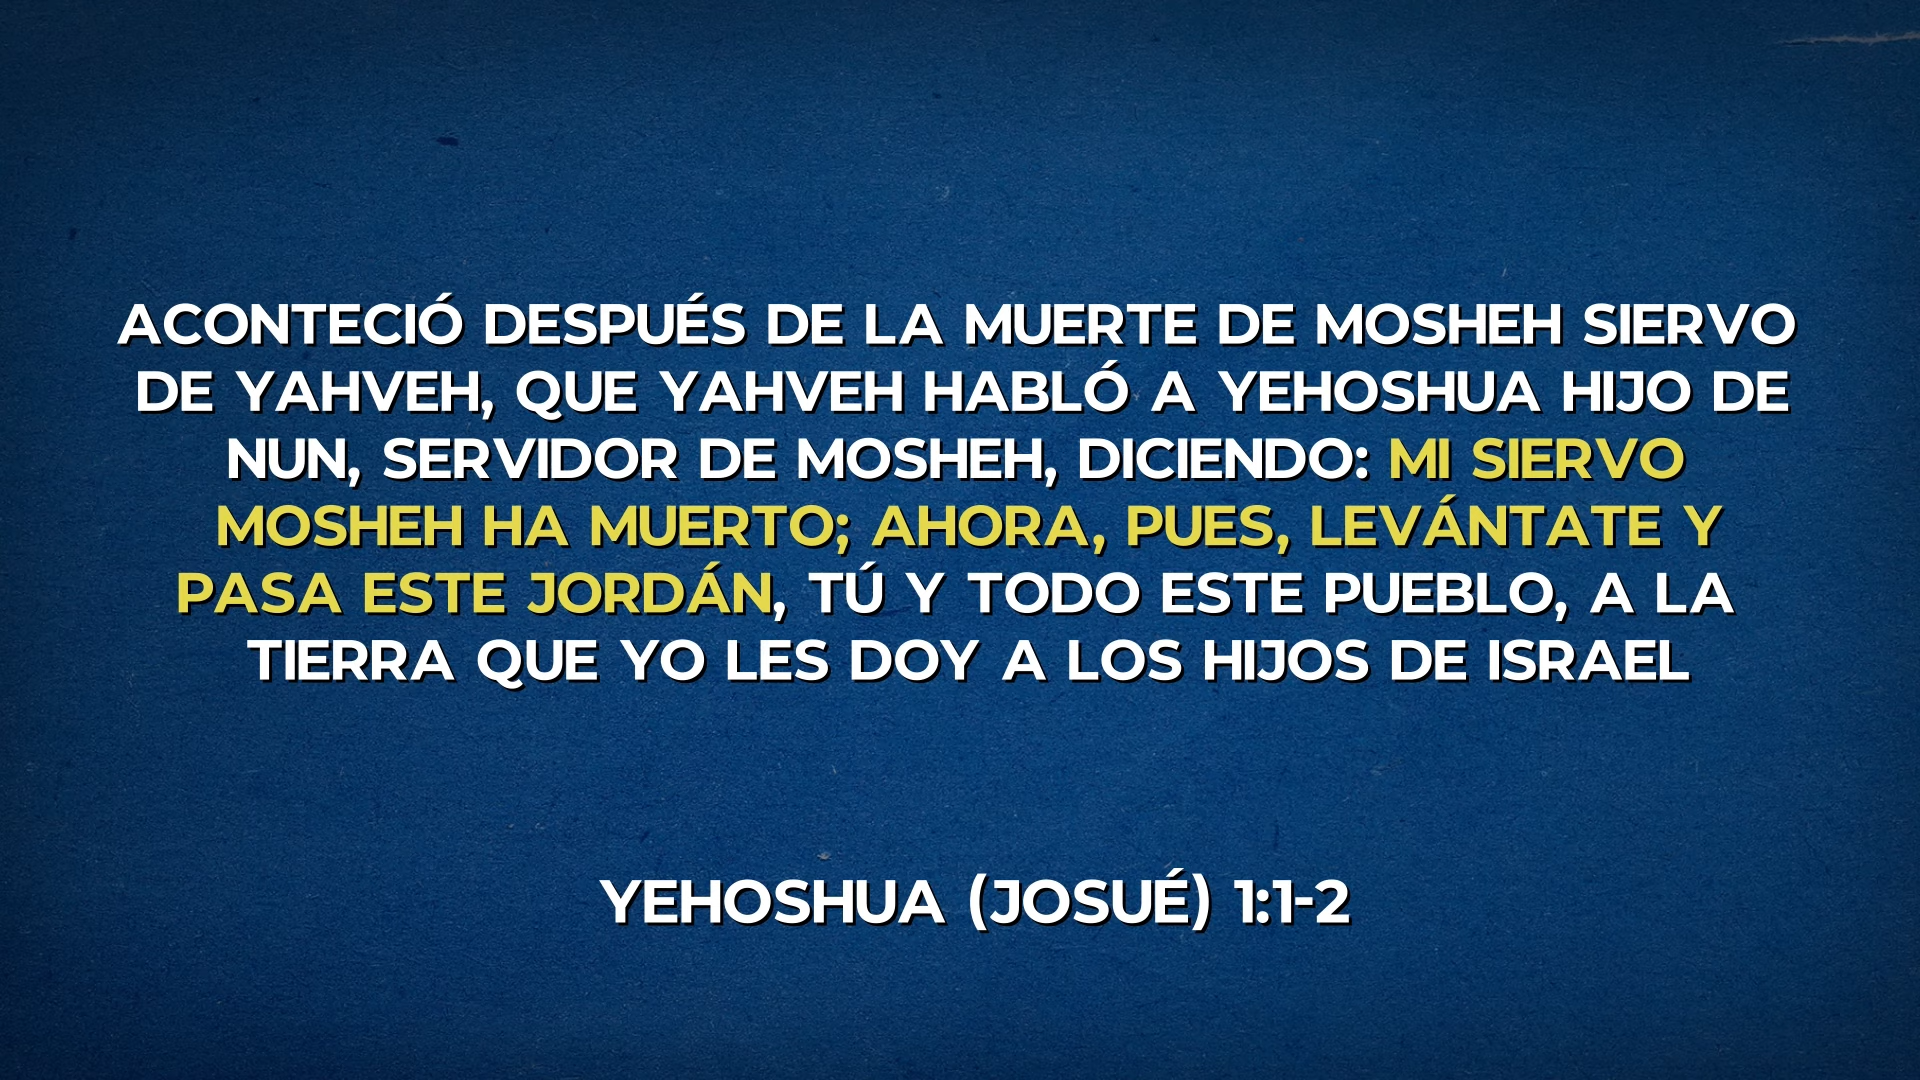 ACONTECIÓ DESPUÉS DE LA MUERTE DE MOSHEH SIERVO
DE YAHVEH, QUE YAHVEH HABLÓ A YEHOSHUA HIJO DE
NUN, SERVIDOR DE MOSHEH, DICIENDO: MI SIERVO
MOSHEH HA MUERTO; AHORA, PUES, LEVÁNTATE Y
PASA ESTE JORDÁN, TÚ Y TODO ESTE PUEBLO, A LA
TIERRA QUE YO LES DOY A LOS HIJOS DE ISRAEL
YEHOSHUA (JOSUÉ) 1:1-2